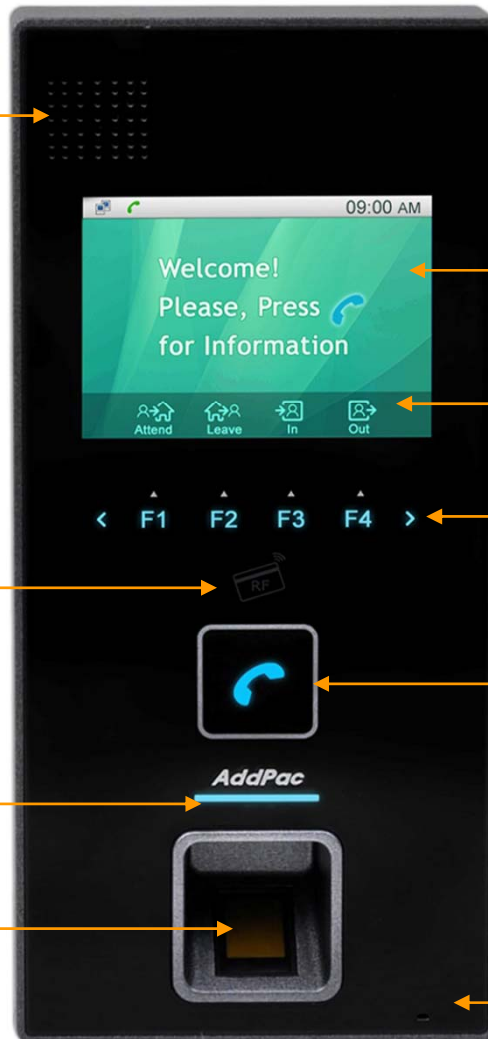 09:00 AM
Welcome!
Please, Press
for Information
Attend Leave In Out
< F1 F2 F3 F4 >
RF
AddPac